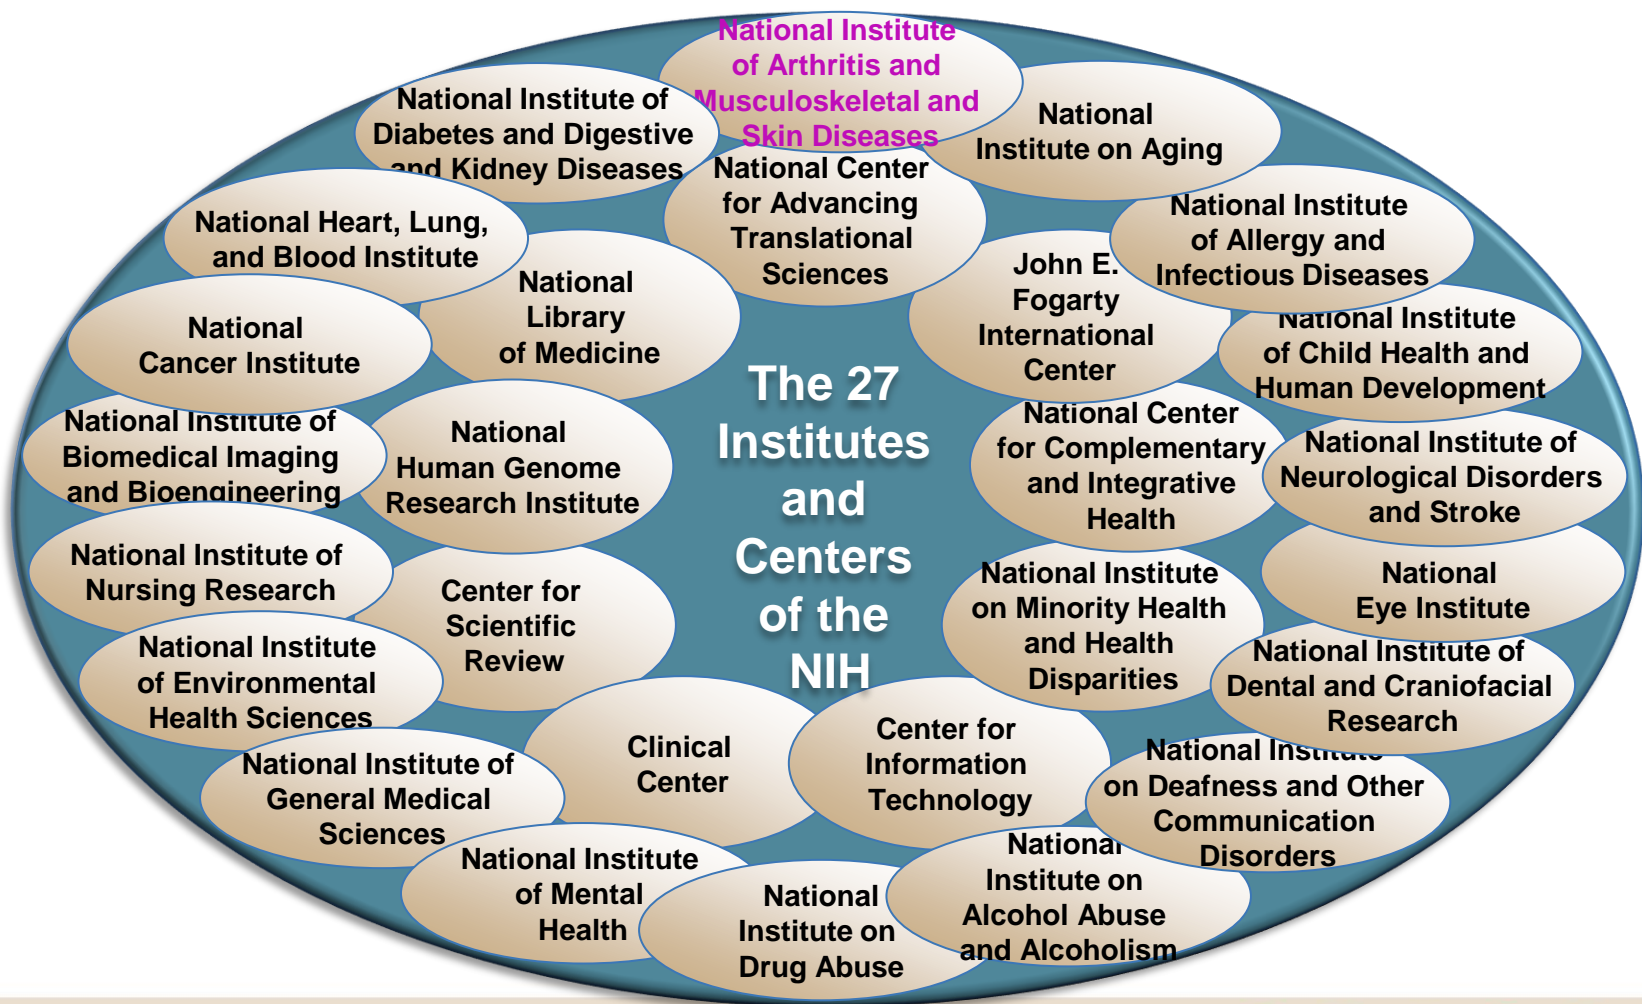 National Institute
of Arthritis and
Musculoskeletal and
Skin Diseases
National Institute of
Diabetes and Digestive
and Kidney Diseases
National
Institute on Aging
National Center
for Advancing
Translational
Sciences
National Heart, Lung,
and Blood Institute
National Institute
of Allergy and
Infectious Diseases
National
Library
of Medicine
John E.
Fogarty
International
Center
National
Cancer Institute
National Institute
of Child Health and
Human Development
The 27
Institutes
and
Centers
of the
NIH
National Institute of
Biomedical Imaging
and Bioengineering
National
Human Genome
Research Institute
National Center
for Complementary
and Integrative
Health
National Institute of
Neurological Disorders
and Stroke
National Institute of
Nursing Research
Center for
Scientific
Review
National Institute
on Minority Health
and Health
Disparities
National
Eye Institute
National Institute
of Environmental
Health Sciences
National Institute of
Dental and Craniofacial
Research
National Institute of
General Medical
Sciences
Clinical
Center
Center for
Information
Technology
National Institute
on Deafness and Other
Communication
Disorders
National Institute
of Mental
Health
National
Institute on
Drug Abuse
National
Institute on
Alcohol Abuse
and Alcoholism